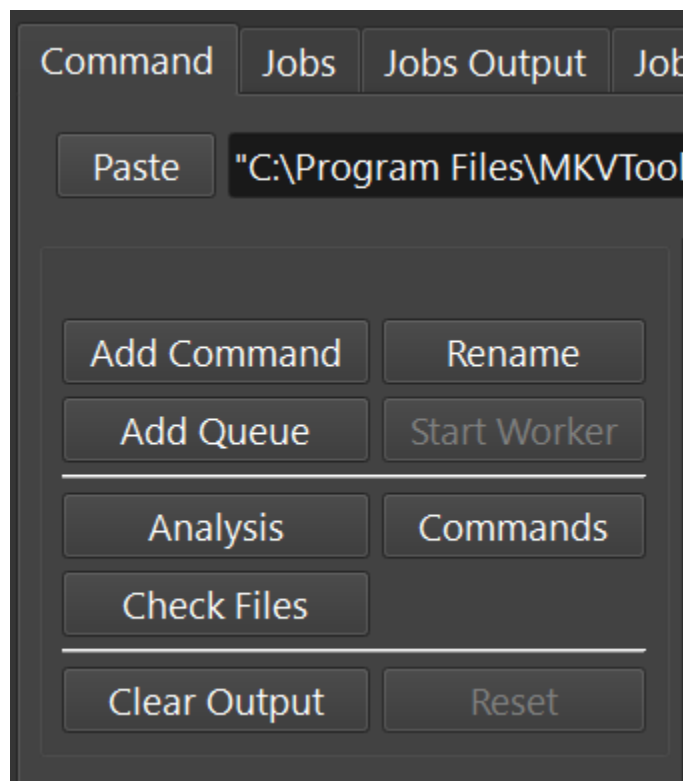 Command Jobs Jobs Output Job
Paste "C:\Program Files\MKVTool
Add Command Rename
Add Queue Start Worker
Analysis Commands
Check Files
Clear Output Reset